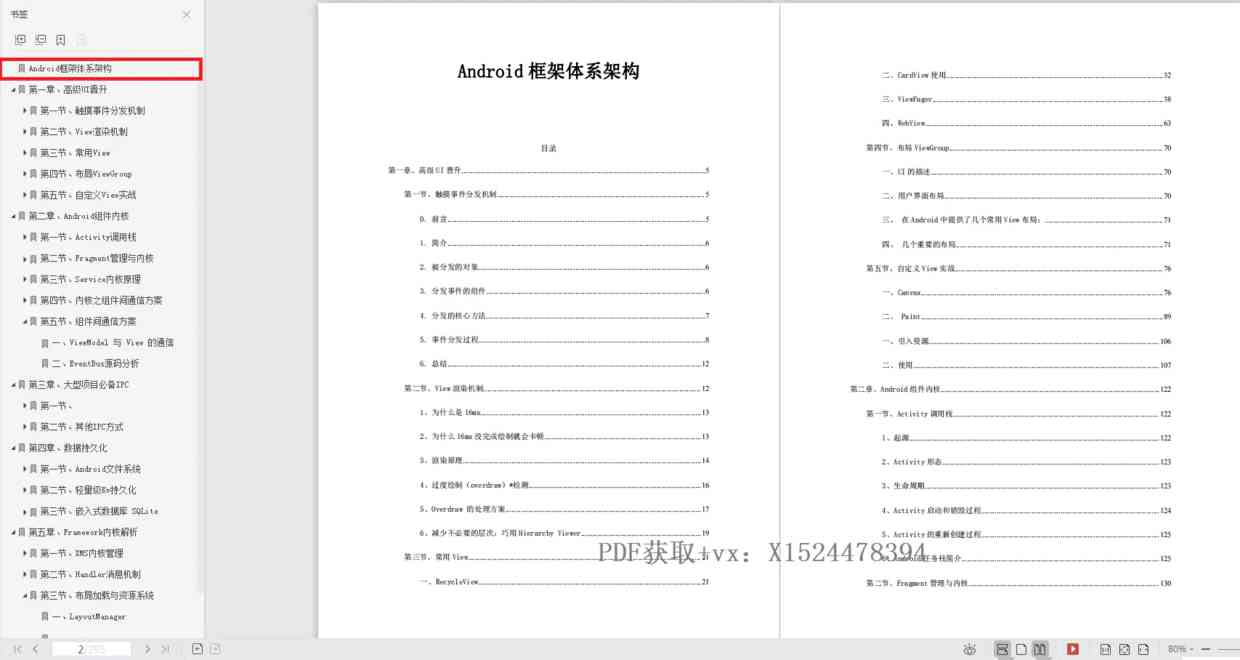 书签
Android框架体系架构
第一章、高级UI晋升
第一节、触摸事件分发机制
第二节、View渲染机制
第三节、常用View
第四节、布局ViewGroup
第五节、自定义View实战
第二章、Android组件内核
第一节、Activity调用栈
第二节、Fragment管理与内核
第三节、Service内核原理
第四节、内核之组件间通信方案
第五节、组件间通信方案
一、ViewModel 与 View 的通信
二、EventBus源码分析
第三章、大型项目必备IPC
第一节、
第二节、其他IPC方式
第四章、数据持久化
第一节、Android文件系统
第二节、轻量级Kv持久化
第三节、嵌入式数据库 SQLite
第五章、Framework内核解析
第一节、XMS内核管理
第二节、Handler消息机制
第三节、布局加载与资源系统
一、LayoutManager
Android 框架体系架构
目录
第一章、高级 UI 晋升 5
第一节、触摸事件分发机制 5
0. 前言 5
1. 简介 6
2. 被分发的对象 6
3. 分发事件的组件 6
4. 分发的核心方法 7
5. 事件分发过程 8
6. 总结 12
第二节、View 渲染机制 12
1、为什么是 16ms 13
2、为什么 16ms 没完成绘制就会卡顿 13
3、渲染原理 14
4、过度绘制（overdraw）*检测 16
5、Overdraw 的处理方案 17
6、减少不必要的层次：巧用 Hierarchy Viewer 19
第三节、常用 View 21
一、RecycleView 21
二、CardView 使用 32
三、ViewPager 38
四、WebView 63
第四节、布局 ViewGroup 70
一、UI 的描述 70
二、用户界面布局 70
三、 在 Android 中提供了几个常用 View 布局： 71
四、 几个重要的布局 71
第五节、自定义 View 实战 76
一、Canvas 76
二、 Paint 89
一、引入资源 106
二、使用 107
第二章、Android 组件内核 122
第一节、Activity 调用栈 122
1、起源 122
2、Activity 形态 123
3、生命周期 123
4、Activity 启动和销毁过程 124
5、Activity 的重新创建过程 125
6、Android 任务栈简介 125
第二节、Fragment 管理与内核 130
PDF获取+vx：X1524478394
80%